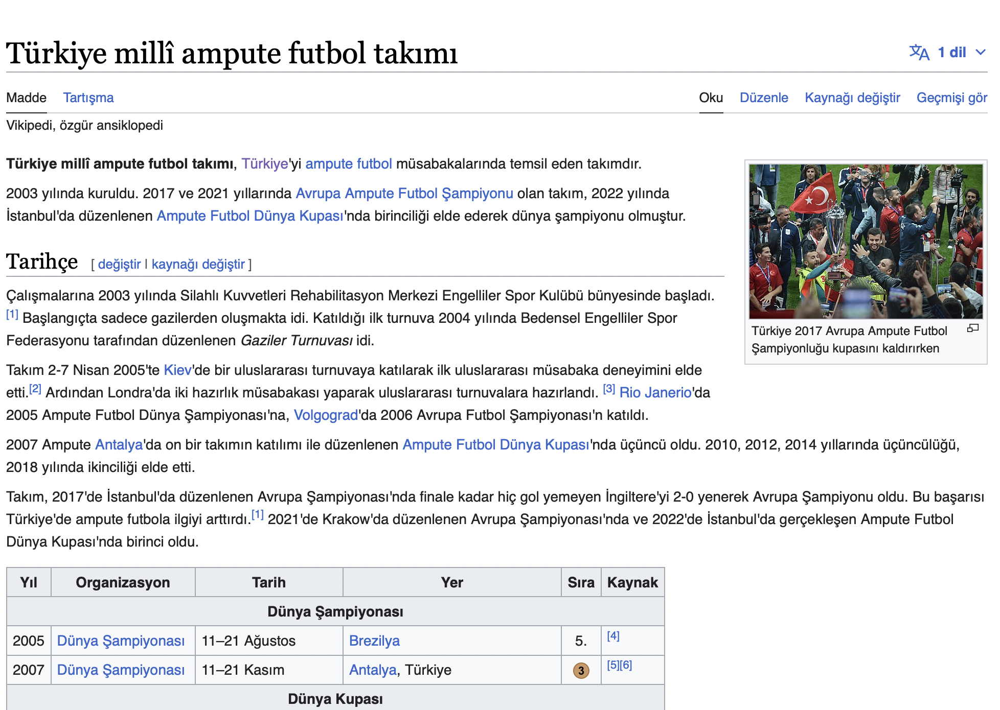 Türkiye millî ampute futbol takımı
1 dil
Madde Tartışma
Oku Düzenle Kaynağı değiştir Geçmişi gör
Vikipedi, özgür ansiklopedi
Türkiye millî ampute futbol takımı, Türkiye'yi ampute futbol müsabakalarında temsil eden takımdır.
2003 yılında kuruldu. 2017 ve 2021 yıllarında Avrupa Ampute Futbol Şampiyonu olan takım, 2022 yılında
İstanbul'da düzenlenen Ampute Futbol Dünya Kupası'nda birinciliği elde ederek dünya şampiyonu olmuştur.
Türkiye 2017 Avrupa Ampute Futbol
Şampiyonluğu kupasını kaldırırken
Tarihçe [ değiştir | kaynağı değiştir ]
Çalışmalarına 2003 yılında Silahlı Kuvvetleri Rehabilitasyon Merkezi Engelliler Spor Kulübü bünyesinde başladı.
[1] Başlangıçta sadece gazilerden oluşmakta idi. Katıldığı ilk turnuva 2004 yılında Bedensel Engelliler Spor
Federasyonu tarafından düzenlenen Gaziler Turnuvası idi.
Takım 2-7 Nisan 2005'te Kiev'de bir uluslararası turnuvaya katılarak ilk uluslararası müsabaka deneyimini elde
etti.[2] Ardından Londra'da iki hazırlık müsabakası yaparak uluslararası turnuvalara hazırlandı. [3] Rio Janerio'da
2005 Ampute Futbol Dünya Şampiyonası'na, Volgograd'da 2006 Avrupa Futbol Şampiyonası'n katıldı.
2007 Ampute Antalya'da on bir takımın katılımı ile düzenlenen Ampute Futbol Dünya Kupası'nda üçüncü oldu. 2010, 2012, 2014 yıllarında üçüncülüğü,
2018 yılında ikinciliği elde etti.
Takım, 2017'de İstanbul'da düzenlenen Avrupa Şampiyonası'nda finale kadar hiç gol yemeyen İngiltere'yi 2-0 yenerek Avrupa Şampiyonu oldu. Bu başarısı
Türkiye'de ampute futbola ilgiyi arttırdı.[1] 2021'de Krakow'da düzenlenen Avrupa Şampiyonası'nda ve 2022'de İstanbul'da gerçekleşen Ampute Futbol
Dünya Kupası'nda birinci oldu.
Yıl Organizasyon Tarih Yer Sıra Kaynak
Dünya Şampiyonası
2005 Dünya Şampiyonası 11–21 Ağustos Brezilya 5. [4]
2007 Dünya Şampiyonası 11–21 Kasım Antalya, Türkiye 3 [5][6]
Dünya Kupası